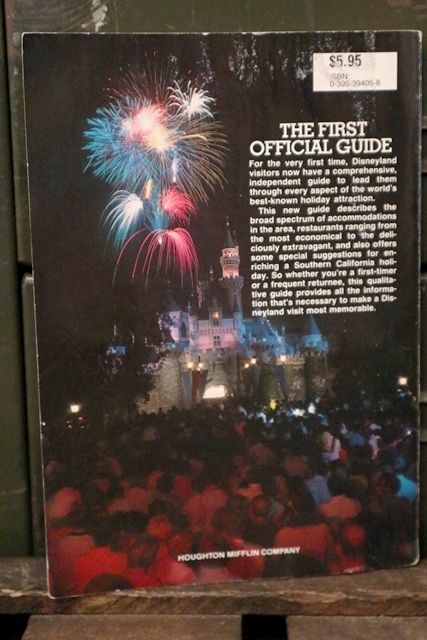 $5.95
ISBN:
0-395-39405-8
THE FIRST
OFFICIAL GUIDE
For the very first time, Disneyland
visitors now have a comprehensive,
independent guide to lead them
through every aspect of the world's
best-known holiday attraction.
This new guide describes the
broad spectrum of accommodations
in the area, restaurants ranging from
the most economical to the deli-
ciously extravagant, and also offers
some special suggestions for en-
riching a Southern California holi-
day. So whether you're a first-timer
or a frequent returnee, this qualita-
tive guide provides all the informa-
tion that's necessary to make a Dis-
neyland visit most memorable.
HOUGHTON MIFFLIN COMPANY